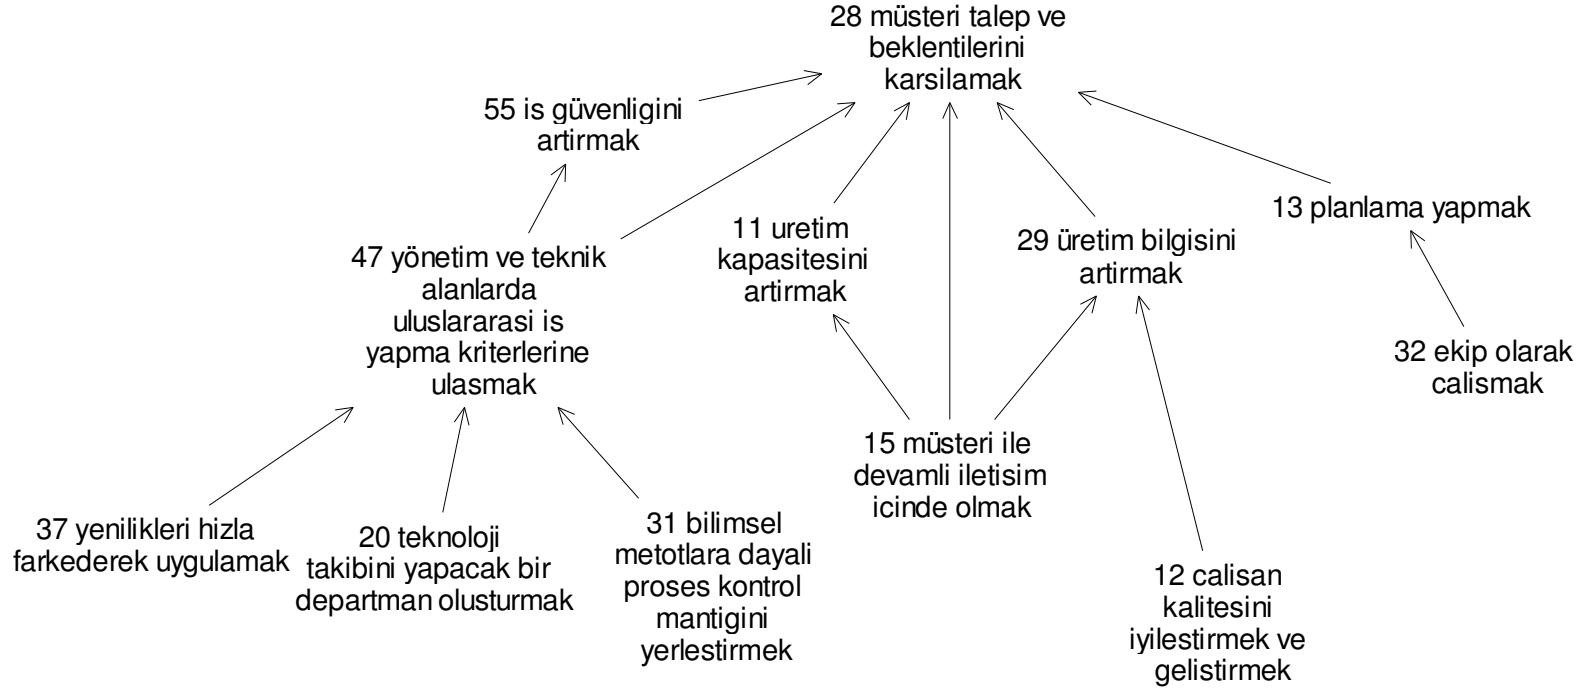 28 müsteri talep ve
beklentilerini
karsilamak
55 is güvenligini
artirmak
47 yönetim ve teknik
alanlarda
uluslararasi is
yapma kriterlerine
ulasmak
11 uretim
kapasitesini
artirmak
29 üretim bilgisini
artirmak
13 planlama yapmak
32 ekip olarak
calismak
15 müsteri ile
devamli iletisim
icinde olmak
37 yenilikleri hizla
farkederek uygulamak
20 teknoloji
takibini yapacak bir
departman olusturmak
31 bilimsel
metotlara dayali
proses kontrol
mantigini
yerlestirmek
12 calisan
kalitesini
iyilestirmek ve
gelistirmek